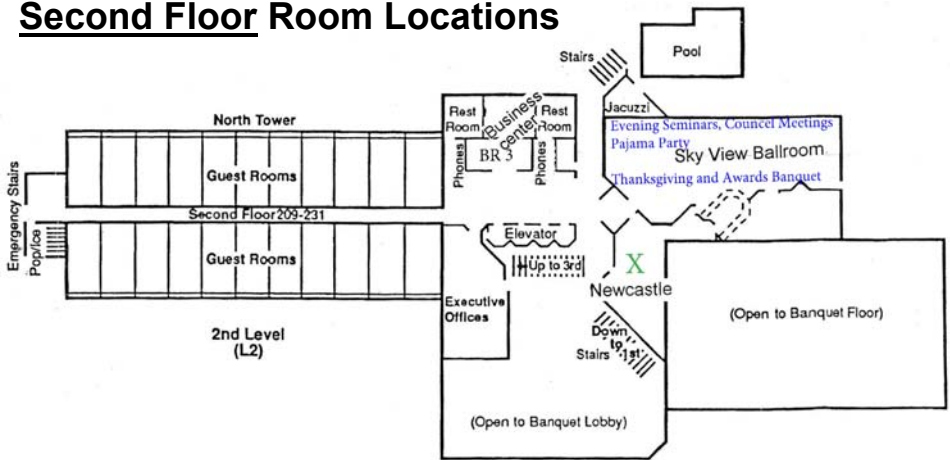 Second Floor Room Locations
Stairs
Pool
Jacuzzi
North Tower
Rest
Room
Business
center
Rest
Room
Phones
BR 3
Phones
Evening Seminars, Councel Meetings
Pajama Party
Sky View Ballroom
Thanksgiving and Awards Banquet
Guest Rooms
Second Floor 209-231
Emergency Stairs
Pop/Ice
Guest Rooms
Elevator
Up to 3rd
X
Newcastle
Executive
Offices
Down
to
Stairs 1st
(Open to Banquet Floor)
2nd Level
(L2)
(Open to Banquet Lobby)